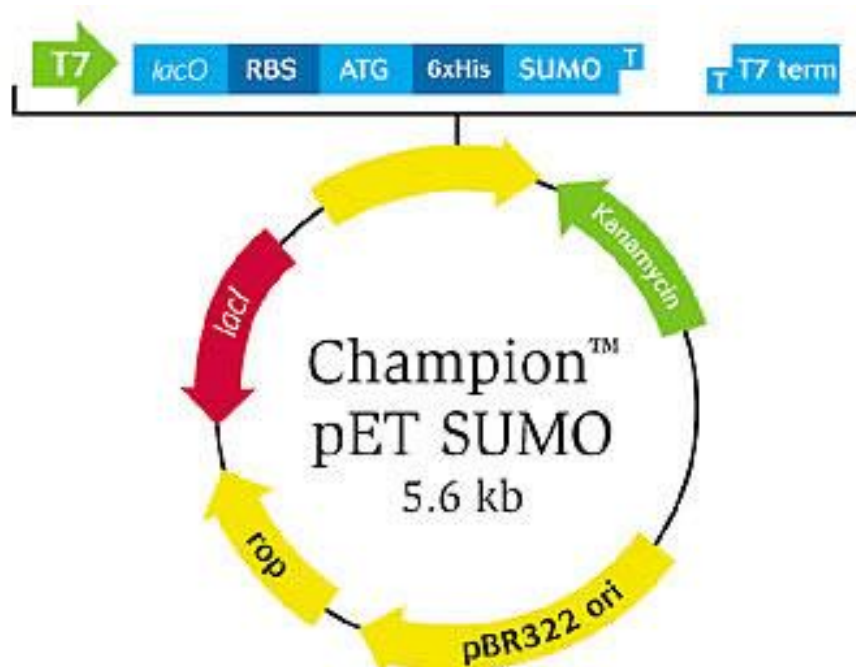 T7 lacO RBS ATG 6xHis SUMO T T T7 term
Kanamycin
lacI
Champion™
pET SUMO
5.6 kb
rop
pBR322 ori